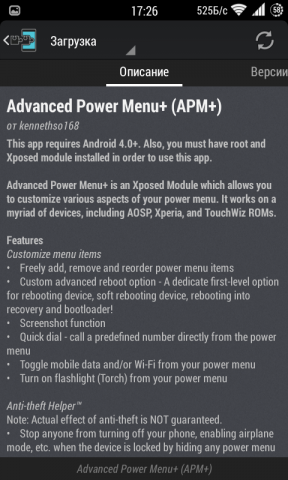 17:26
525Б/с
58
Загрузка
Описание
Версии
Advanced Power Menu+ (APM+)
от kennethso168
This app requires Android 4.0+. Also, you must have root and
Xposed module installed in order to use this app.
Advanced Power Menu+ is an Xposed Module which allows you
to customize various aspects of your power menu. It works on a
myriad of devices, including AOSP, Xperia, and TouchWiz ROMs.
Features
Customize menu items
• Freely add, remove and reorder power menu items
• Custom advanced reboot option - A dedicate first-level option
for rebooting device, soft rebooting device, rebooting into
recovery and bootloader!
• Screenshot function
• Quick dial - call a predefined number directly from the power
menu
• Toggle mobile data and/or Wi-Fi from your power menu
• Turn on flashlight (Torch) from your power menu
Anti-theft Helper™
Note: Actual effect of anti-theft is NOT guaranteed.
• Stop anyone from turning off your phone, enabling airplane
mode, etc. when the device is locked by hiding any power menu
Advanced Power Menu+ (APM+)